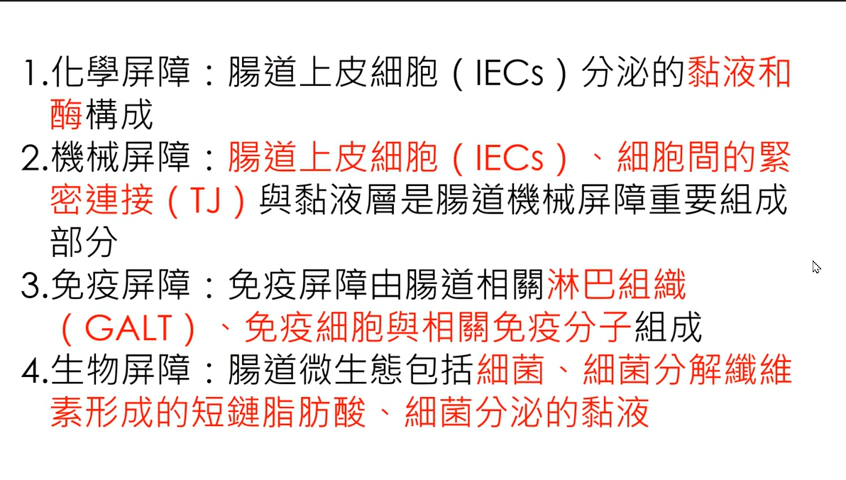 1.化學屏障：腸道上皮細胞（IECs）分泌的黏液和
酶構成
2.機械屏障：腸道上皮細胞（IECs）、細胞間的緊
密連接（TJ）與黏液層是腸道機械屏障重要組成
部分
3.免疫屏障：免疫屏障由腸道相關淋巴組織
（GALT）、免疫細胞與相關免疫分子組成
4.生物屏障：腸道微生態包括細菌、細菌分解纖維
素形成的短鏈脂肪酸、細菌分泌的黏液